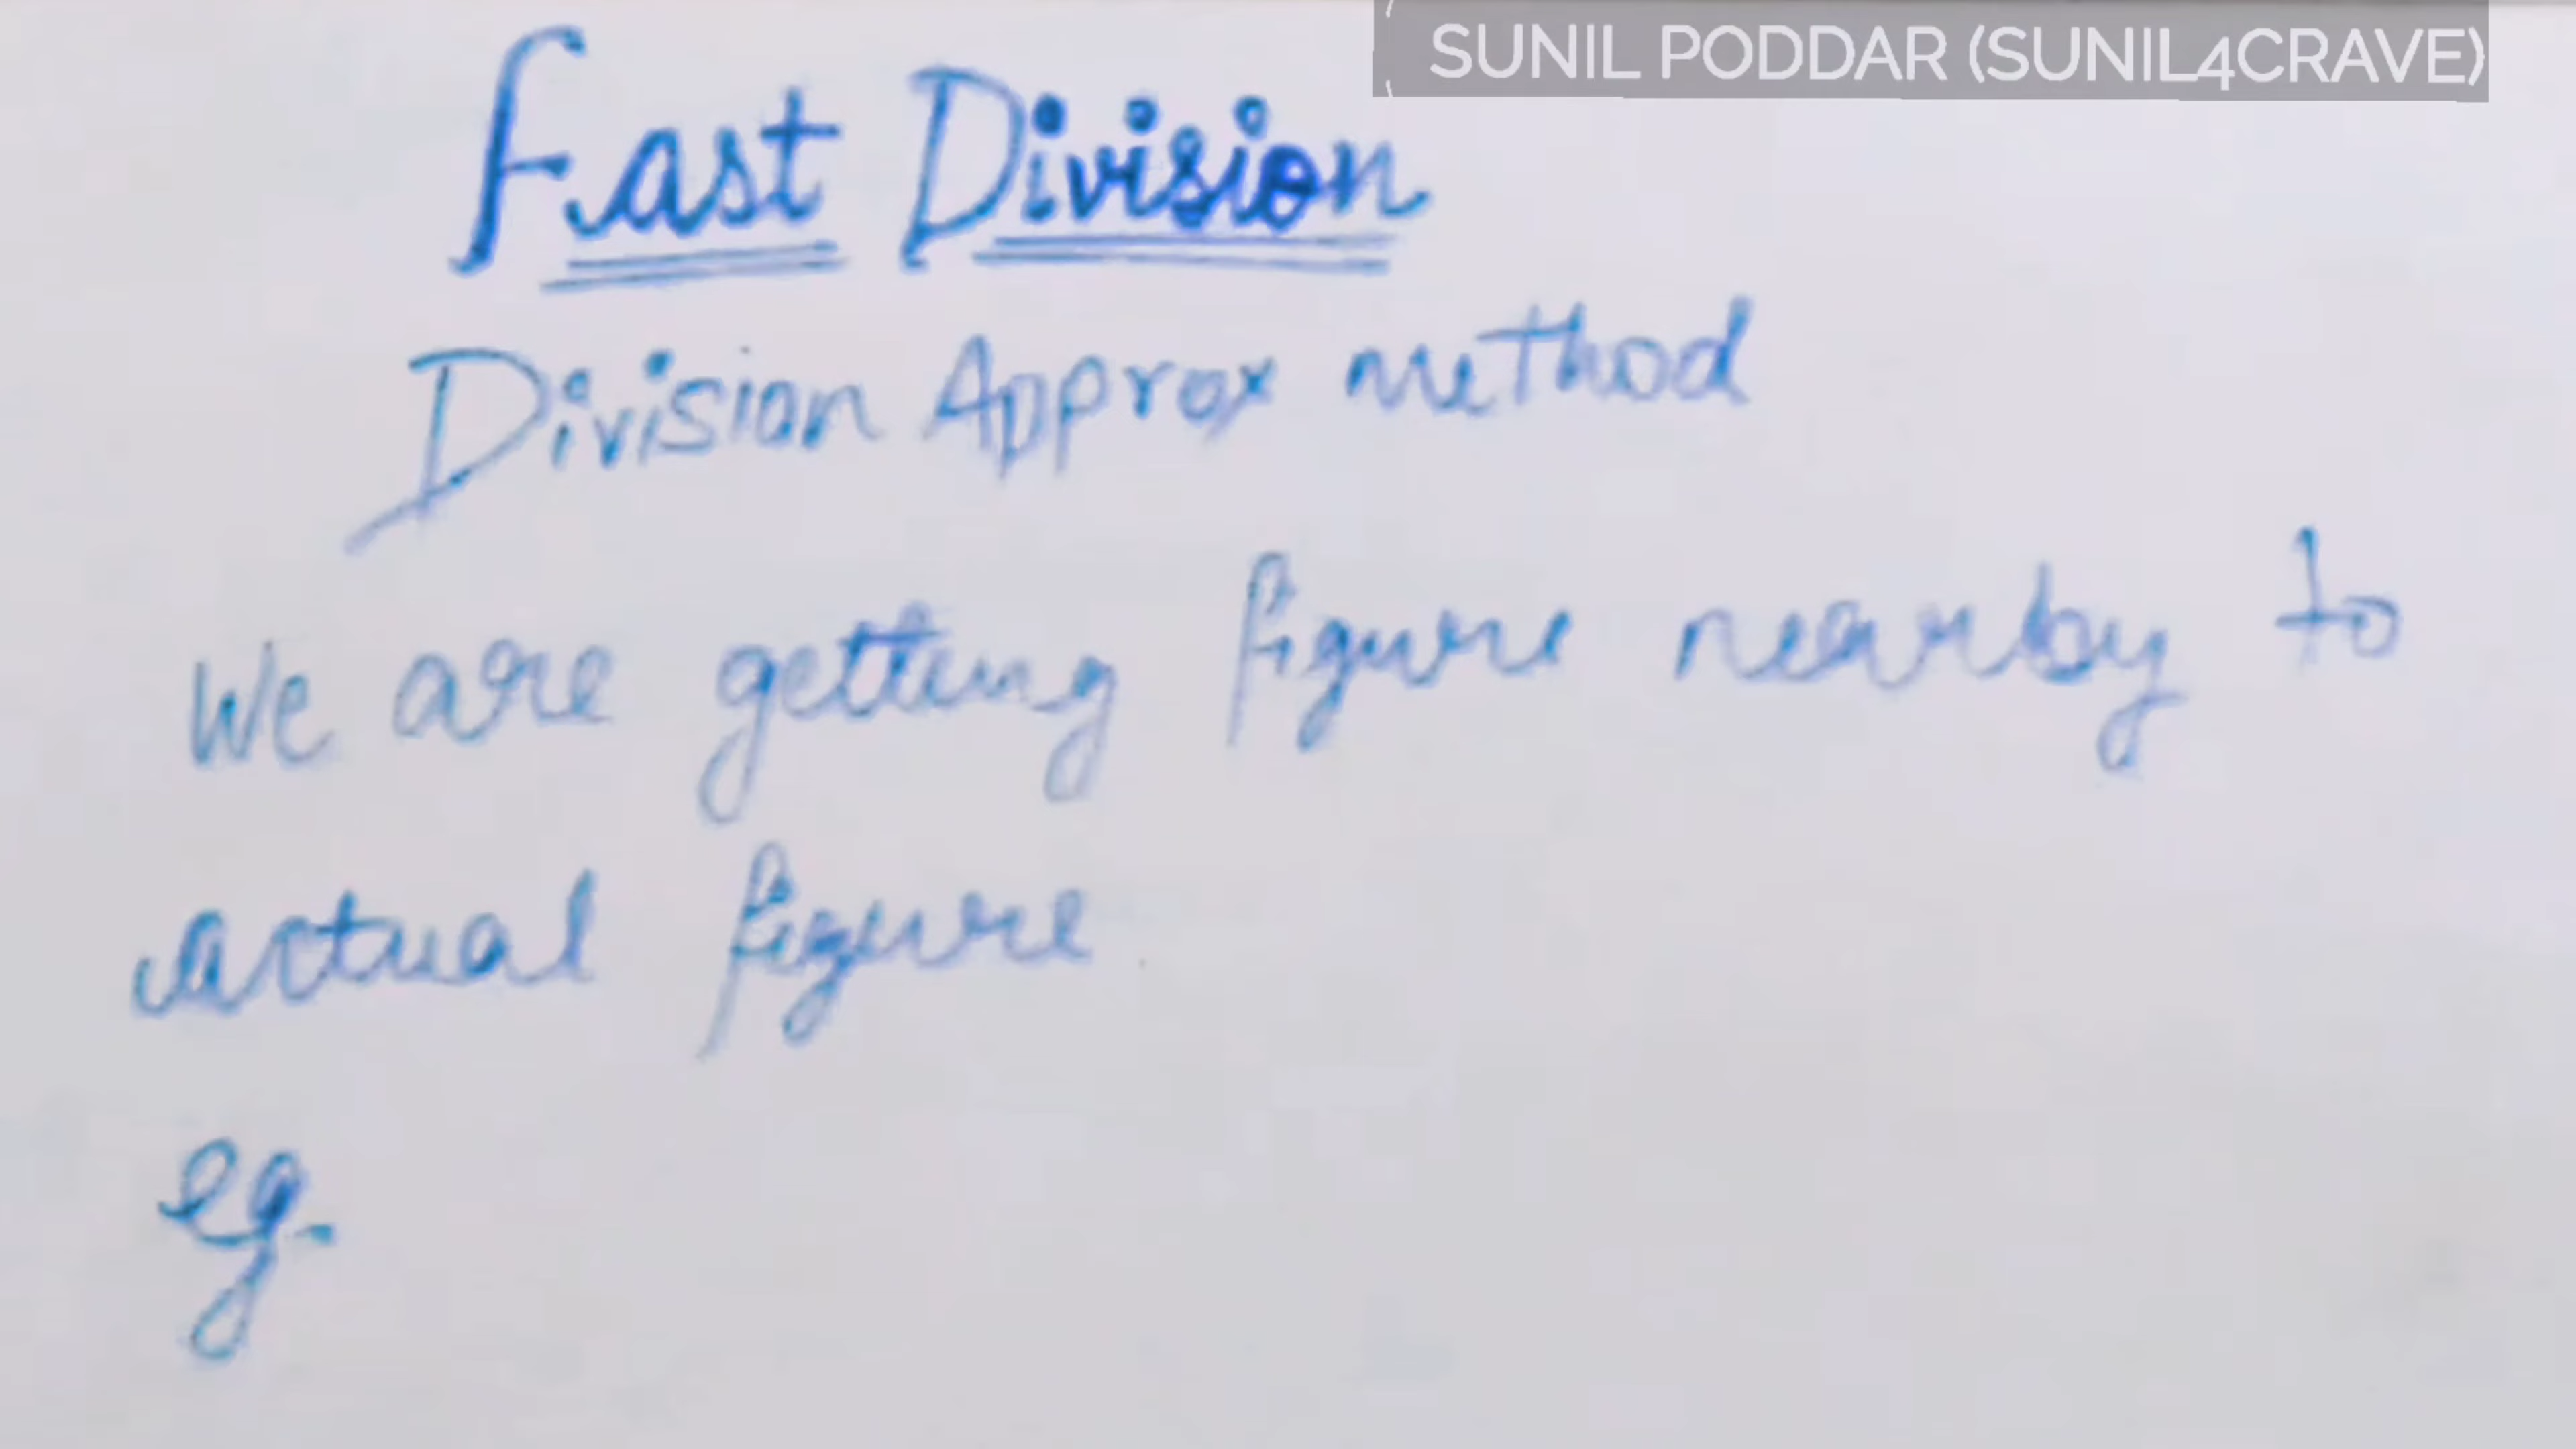 SUNIL PODDAR (SUNIL4CRAVE)
Fast Division
Division Approx method
We are getting figure nearby to
actual figure
eg.